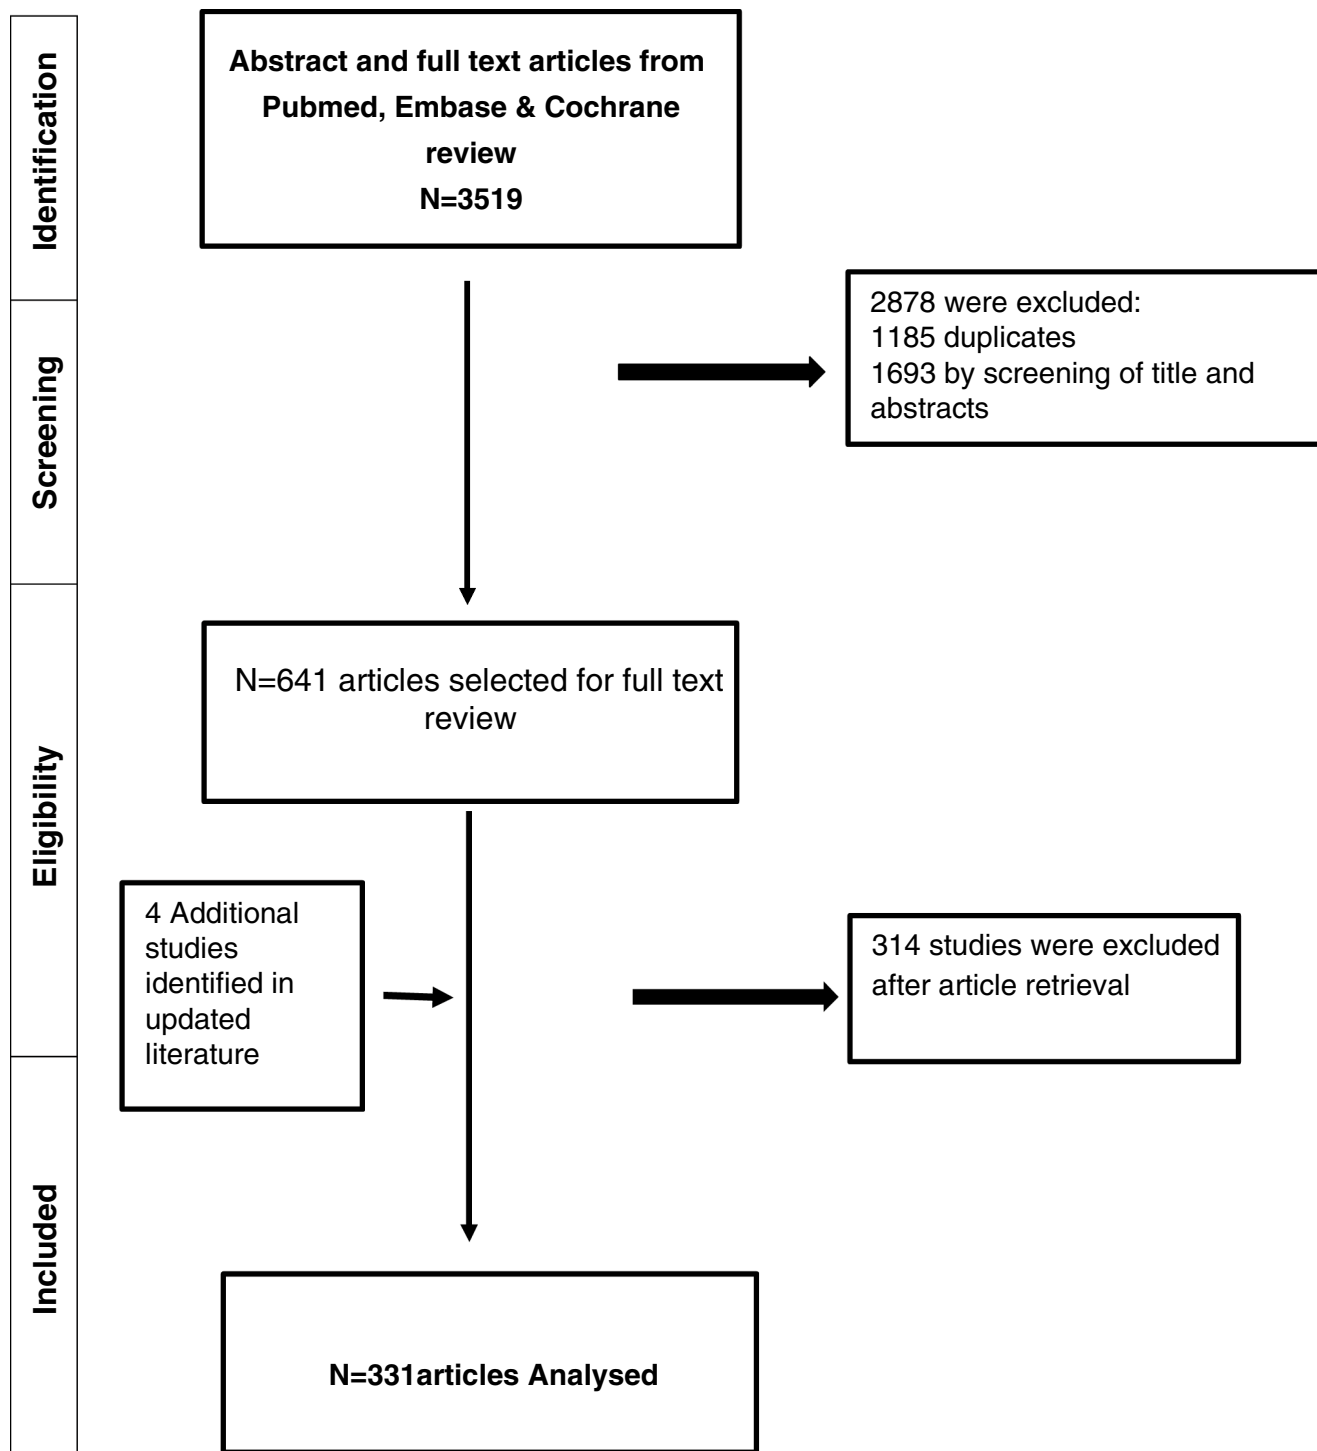 Identification
Abstract and full text articles from
Pubmed, Embase & Cochrane
review
N=3519
Screening
2878 were excluded:
1185 duplicates
1693 by screening of title and
abstracts
Eligibility
N=641 articles selected for full text
review
4 Additional
studies
identified in
updated
literature
314 studies were excluded
after article retrieval
Included
N=331articles Analysed